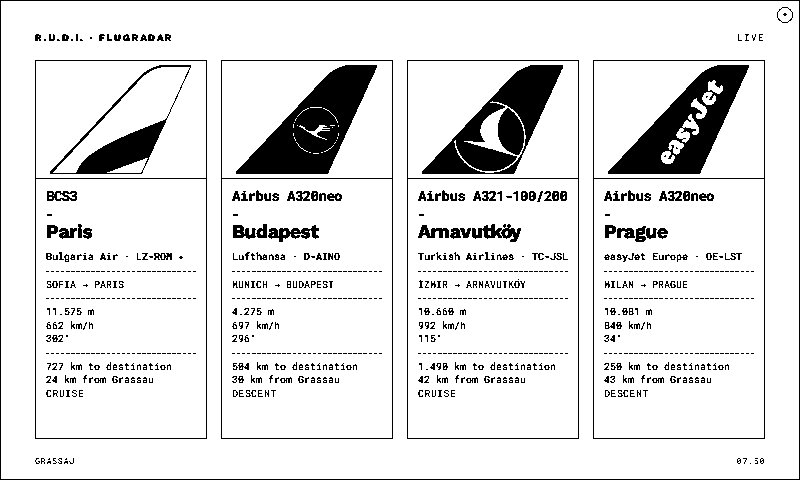 R.U.D.I. · FLUGRADAR
LIVE
easyJet
BCS3
-
Paris
Bulgaria Air · LZ-ROM ✦
SOFIA → PARIS
11.575 m
662 km/h
302°
727 km to destination
24 km from Grassau
CRUISE
Airbus A320neo
-
Budapest
Lufthansa · D-AINO
MUNICH → BUDAPEST
4.275 m
697 km/h
296°
504 km to destination
30 km from Grassau
DESCENT
Airbus A321-100/200
-
Arnavutköy
Turkish Airlines · TC-JSL
İZMIR → ARNAVUTKÖY
10.660 m
992 km/h
115°
1.490 km to destination
42 km from Grassau
CRUISE
Airbus A320neo
-
Prague
easyJet Europe · OE-LST
MILAN → PRAGUE
10.081 m
840 km/h
34°
250 km to destination
43 km from Grassau
DESCENT
GRASSAU
07.50